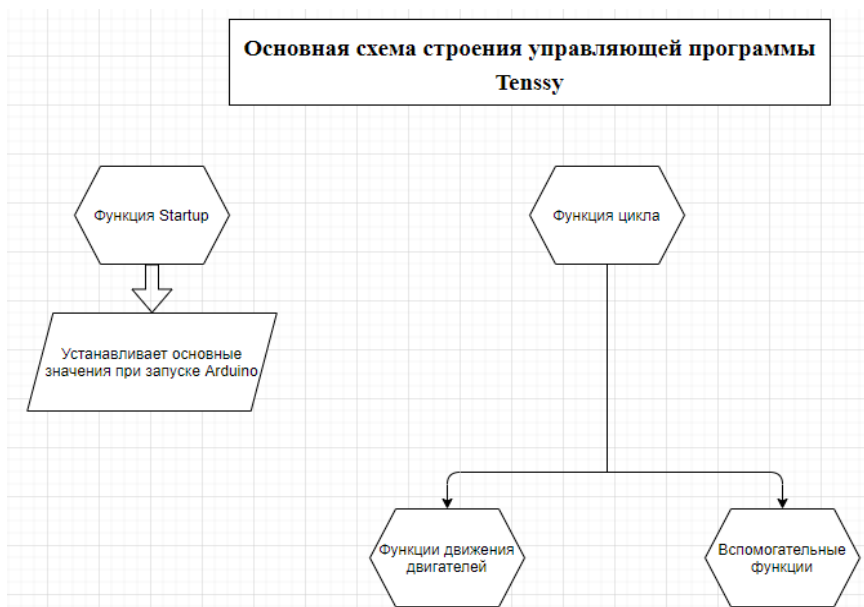 Основная схема строения управляющей программы
Tenssy
Функция Startup
Функция цикла
Устанавливает основные
значения при запуске Arduino
Функции движения
двигателей
Вспомогательные
функции